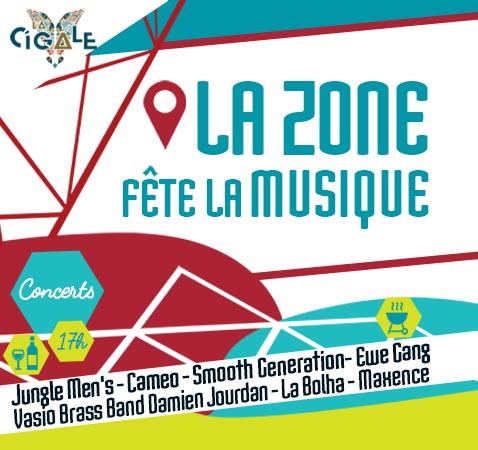 LA
CIGALE
LA ZONE
FÊTE LA MUSIQUE
Concerts
17h
Jungle Men's - Cameo - Smooth Generation- Ewe Gang
Vasio Brass Band Damien Jourdan - La Bolha - Maxence